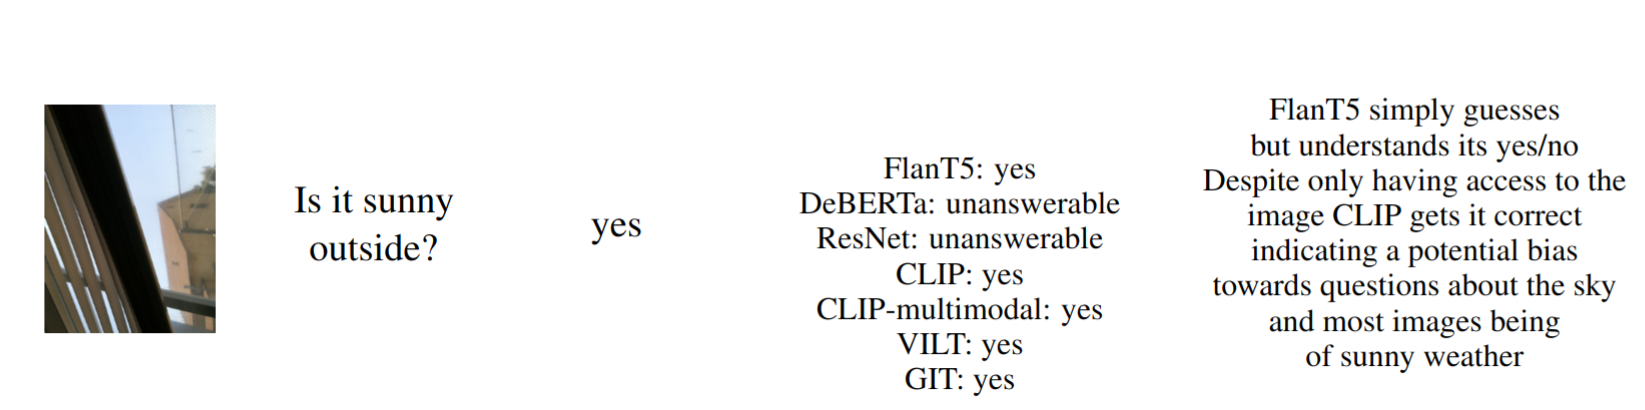 Is it sunny
outside?
yes
FlanT5: yes
DeBERTa: unanswerable
ResNet: unanswerable
CLIP: yes
CLIP-multimodal: yes
VILT: yes
GIT: yes
FlanT5 simply guesses
but understands its yes/no
Despite only having access to the
image CLIP gets it correct
indicating a potential bias
towards questions about the sky
and most images being
of sunny weather